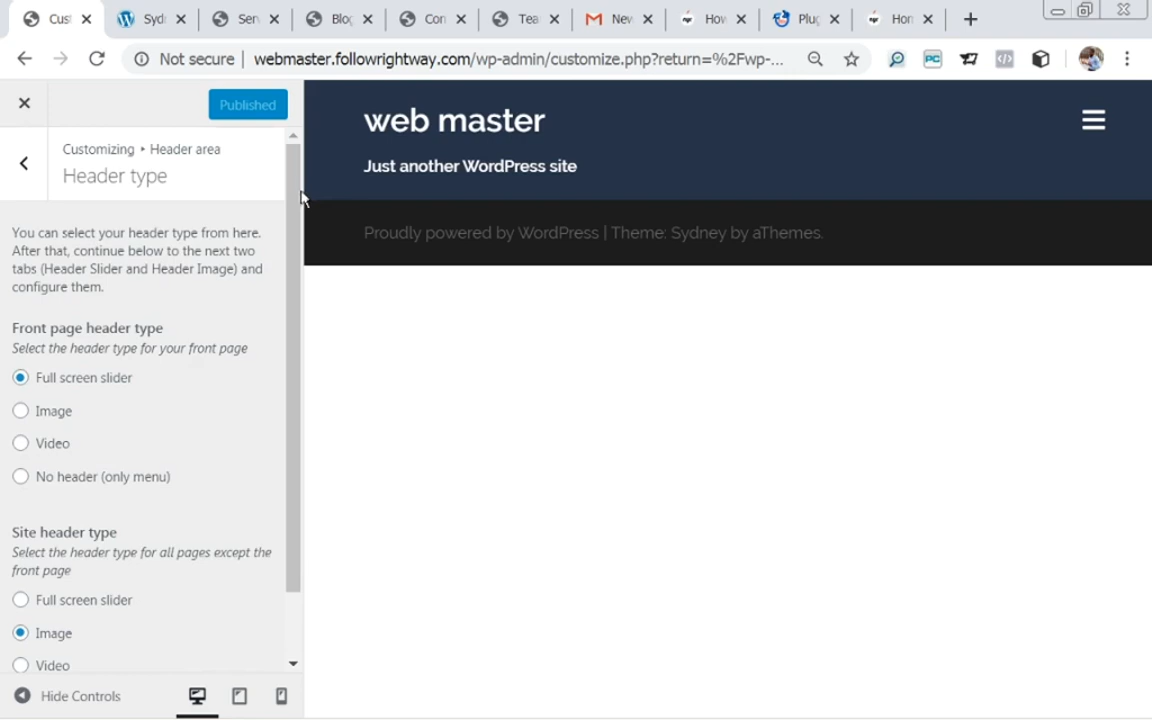 Cust
Syd
Ser
Blo
Con
Tea
New
How
Plug
Hon
Not secure
webmaster.followrightway.com/wp-admin/customize.php?return=%2Fwp-...
PC
Published
Customizing ‣ Header area
Header type
You can select your header type from here.
After that, continue below to the next two
tabs (Header Slider and Header Image) and
configure them.
Front page header type
Select the header type for your front page
Full screen slider
Image
Video
No header (only menu)
Site header type
Select the header type for all pages except the
front page
Full screen slider
Image
Video
Hide Controls
web master
Just another WordPress site
Proudly powered by WordPress | Theme: Sydney by aThemes.